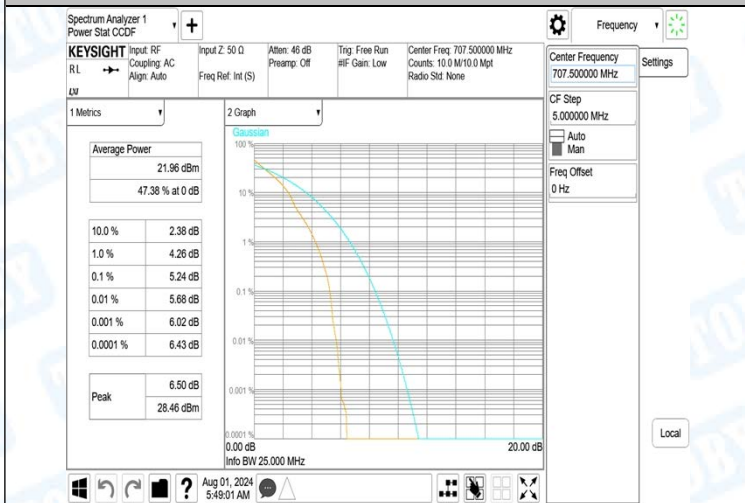 Spectrum Analyzer 1
Power Stat CCDF
Frequency
KEYSIGHT
RL
Input: RF
Coupling: AC
Align: Auto
Input Z: 50 Ω
Freq Ref: Int (S)
Atten: 46 dB
Preamp: Off
Trig: Free Run
#IF Gain: Low
Center Freq: 707.500000 MHz
Counts: 10.0 M/10.0 Mpt
Radio Std: None
Center Frequency
707.500000 MHz
Settings
CF Step
5.000000 MHz
Auto
Man
Freq Offset
0 Hz
1 Metrics
Average Power
21.96 dBm
47.38 % at 0 dB
10.0 % 2.38 dB
1.0 % 4.26 dB
0.1 % 5.24 dB
0.01 % 5.68 dB
0.001 % 6.02 dB
0.0001 % 6.43 dB
Peak 6.50 dB
28.46 dBm
2 Graph
Gaussian
100 %
10 %
1 %
0.1 %
0.01 %
0.001 %
0.0001 %
0.00 dB 20.00 dB
Info BW 25.000 MHz
Local
?
Aug 01, 2024
5:49:01 AM